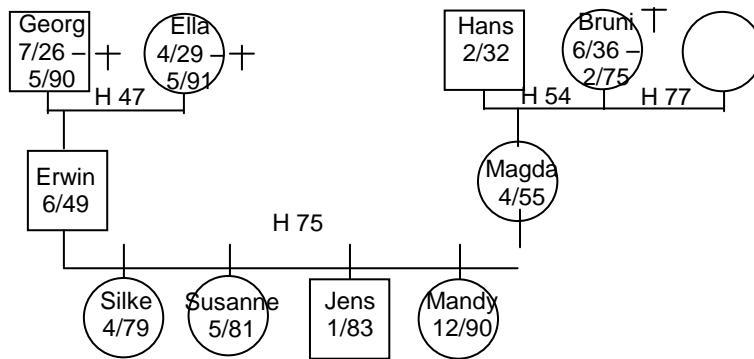 Georg
7/26 –
5/90
Ella
4/29 –
5/91
Hans
2/32
Bruni
6/36 –
2/75
H 47
H 54
H 77
Erwin
6/49
Magda
4/55
H 75
Silke
4/79
Susanne
5/81
Jens
1/83
Mandy
12/90